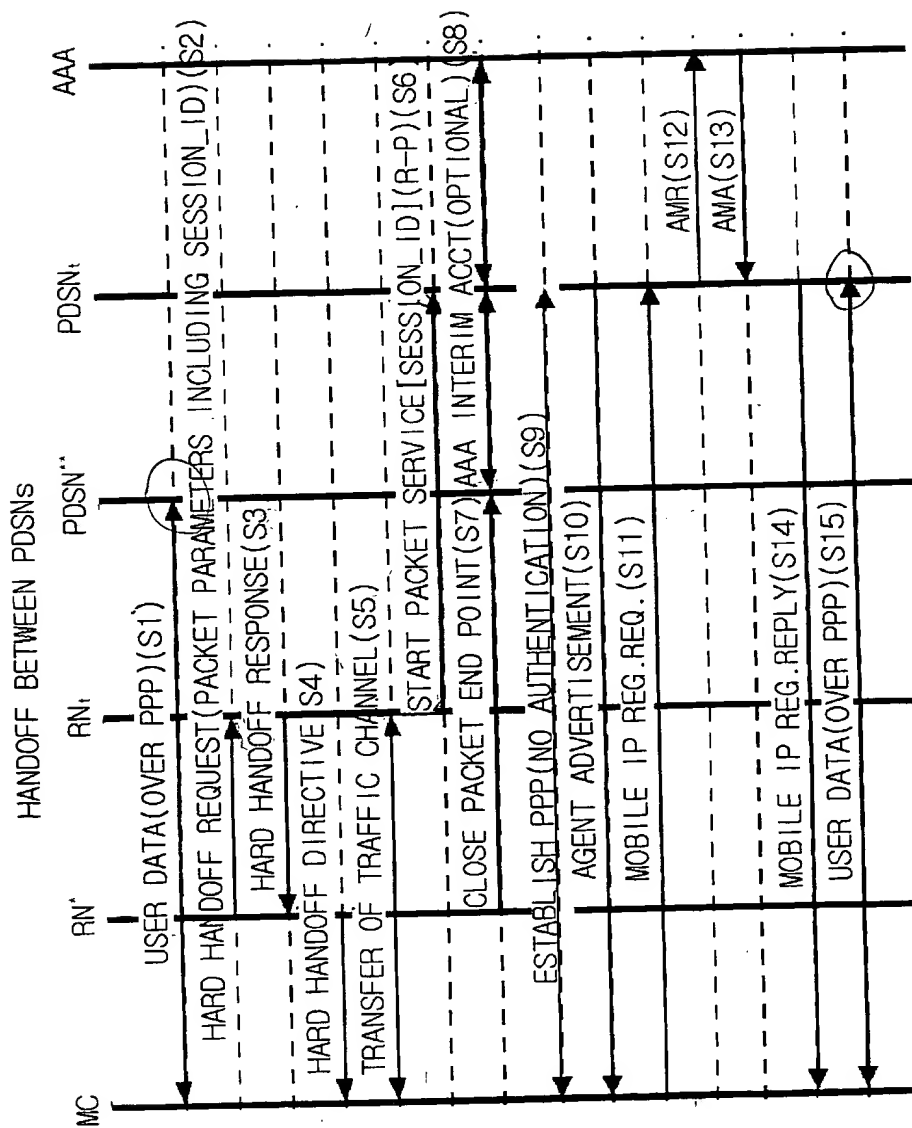 HANDOFF BETWEEN PDSNs
MC
RN*
RNt
PDSN**
PDSNt
AAA
USER DATA(OVER PPP)(S1)
HARD HANDOFF REQUEST(PACKET PARAMETERS INCLUDING SESSION_ID)(S2)
HARD HANDOFF RESPONSE(S3
HARD HANDOFF DIRECTIVE S4)
TRANSFER OF TRAFFIC CHANNEL(S5)
START PACKET SERVICE[SESSION_ID](R-P)(S6
CLOSE PACKET END POINT(S7)
AAA INTERIM ACCT(OPTIONAL)(S8)
ESTABLISH PPP(NO AUTHENTICATION)(S9)
AGENT ADVERTISEMENT(S10)
MOBILE IP REG.REQ.(S11)
AMR(S12)
AMA(S13)
MOBILE IP REG.REPLY(S14)
USER DATA(OVER PPP)(S15)